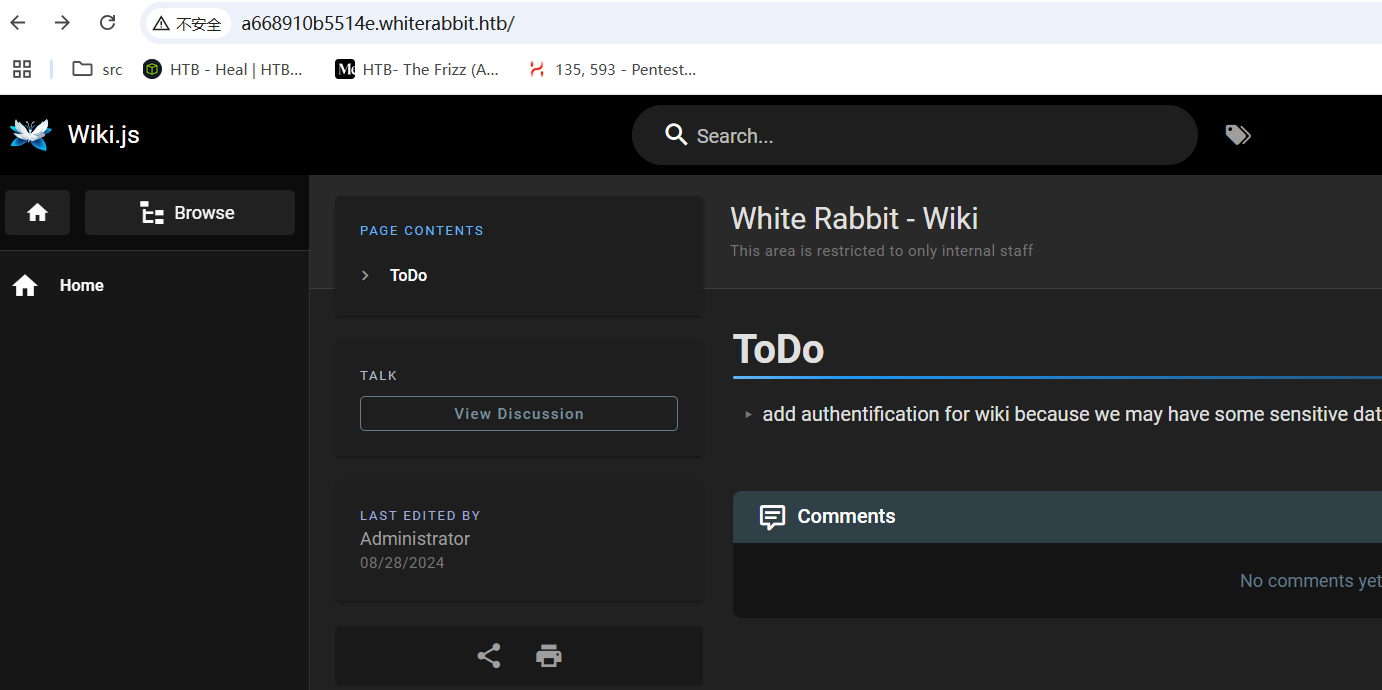 不安全 a668910b5514e.whiterabbit.htb/
src HTB - Heal | HTB... HTB- The Frizz (A... 135, 593 - Pentest...
Wiki.js Search...
Browse
Home
PAGE CONTENTS
ToDo
TALK
View Discussion
LAST EDITED BY
Administrator
08/28/2024
White Rabbit - Wiki
This area is restricted to only internal staff
ToDo
add authentification for wiki because we may have some sensitive dat
Comments
No comments yet